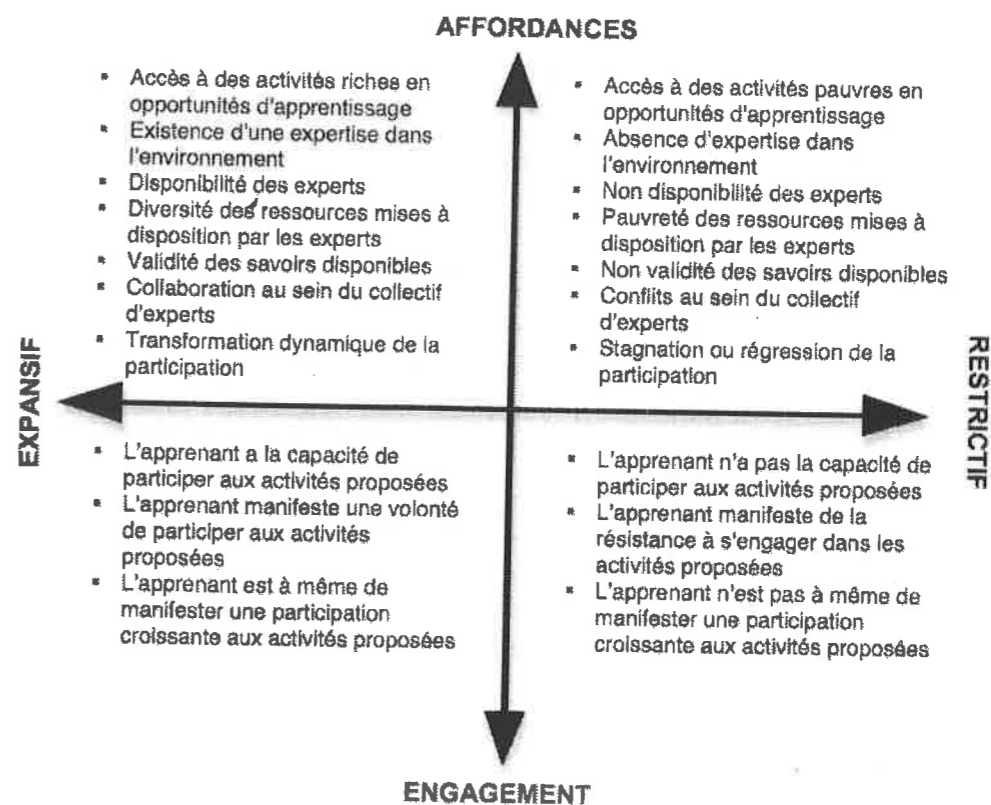 AFFORDANCES
▪ Accès à des activités riches en
opportunités d'apprentissage
▪ Existence d'une expertise dans
l'environnement
▪ Disponibilité des experts
▪ Diversité des ressources mises à
disposition par les experts
▪ Validité des savoirs disponibles
▪ Collaboration au sein du collectif
d'experts
▪ Transformation dynamique de la
participation
▪ Accès à des activités pauvres en
opportunités d'apprentissage
▪ Absence d'expertise dans
l'environnement
▪ Non disponibilité des experts
▪ Pauvreté des ressources mises à
disposition par les experts
▪ Non validité des savoirs disponibles
▪ Conflits au sein du collectif
d'experts
▪ Stagnation ou régression de la
participation
EXPANSIF
RESTRICTIF
▪ L'apprenant a la capacité de
participer aux activités proposées
▪ L'apprenant manifeste une volonté
de participer aux activités
proposées
▪ L'apprenant est à même de
manifester une participation
croissante aux activités proposées
▪ L'apprenant n'a pas la capacité de
participer aux activités proposées
▪ L'apprenant manifeste de la
résistance à s'engager dans les
activités proposées
▪ L'apprenant n'est pas à même de
manifester une participation
croissante aux activités proposées
ENGAGEMENT